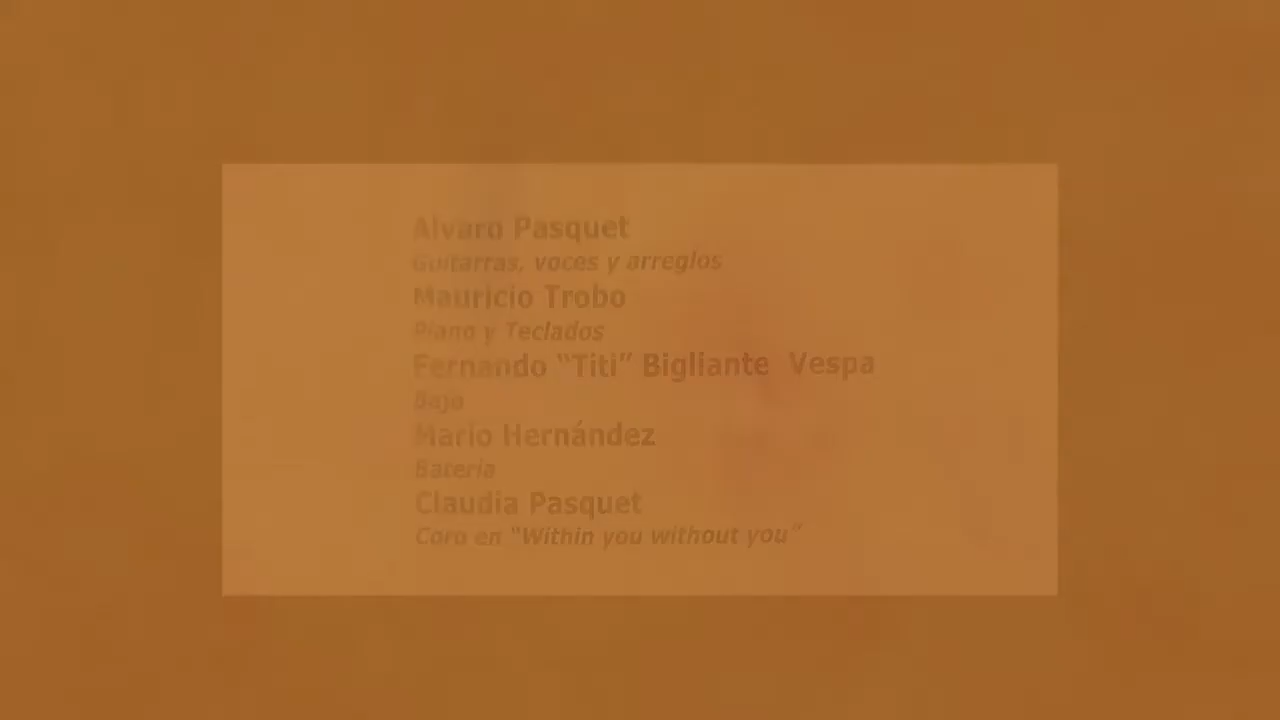 Alvaro Pasquet
Guitarras, voces y arreglos
Mauricio Trobo
Piano y Teclados
Fernando “Titi” Bigliante Vespa
Bajo
Mario Hernández
Batería
Claudia Pasquet
Coro en “Within you without you”